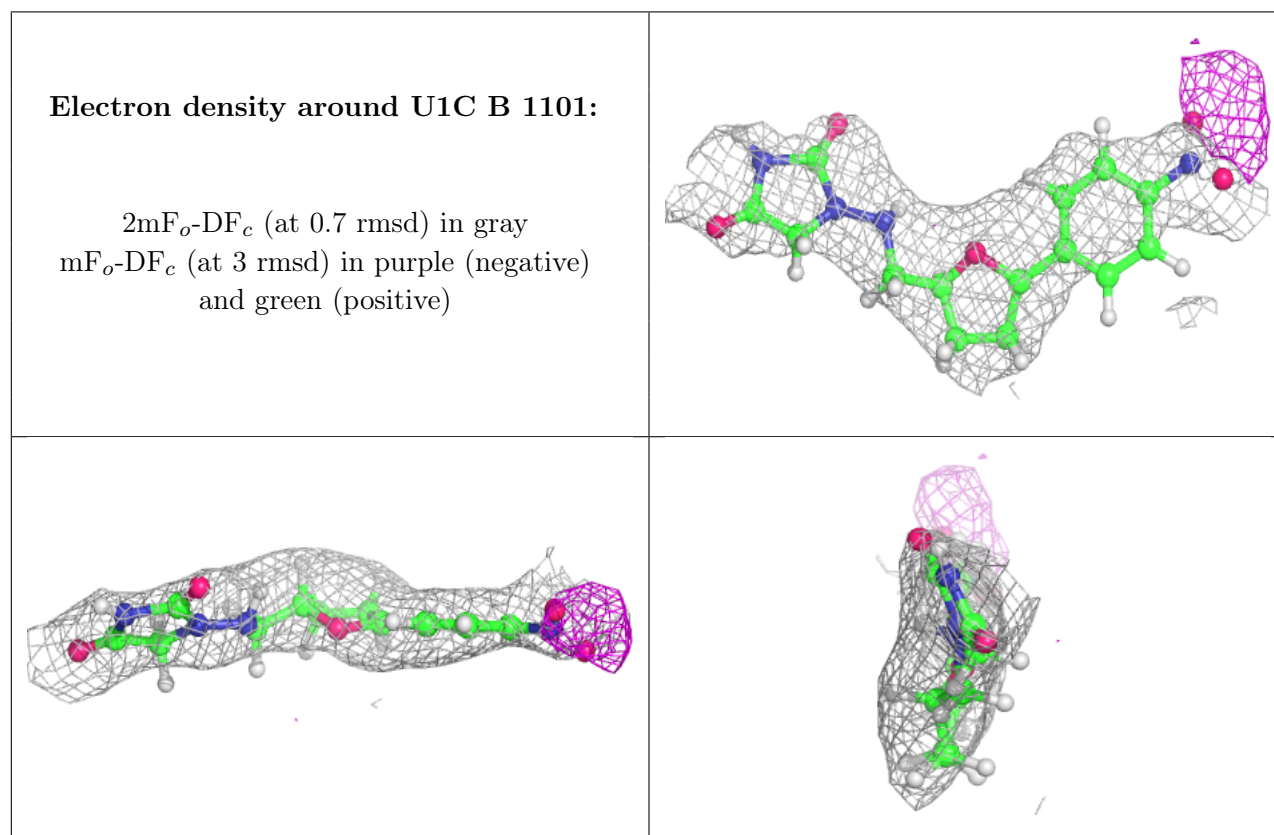 Electron density around U1C B 1101:
2mFₒ-DF𝒸 (at 0.7 rmsd) in gray
mFₒ-DF𝒸 (at 3 rmsd) in purple (negative)
and green (positive)